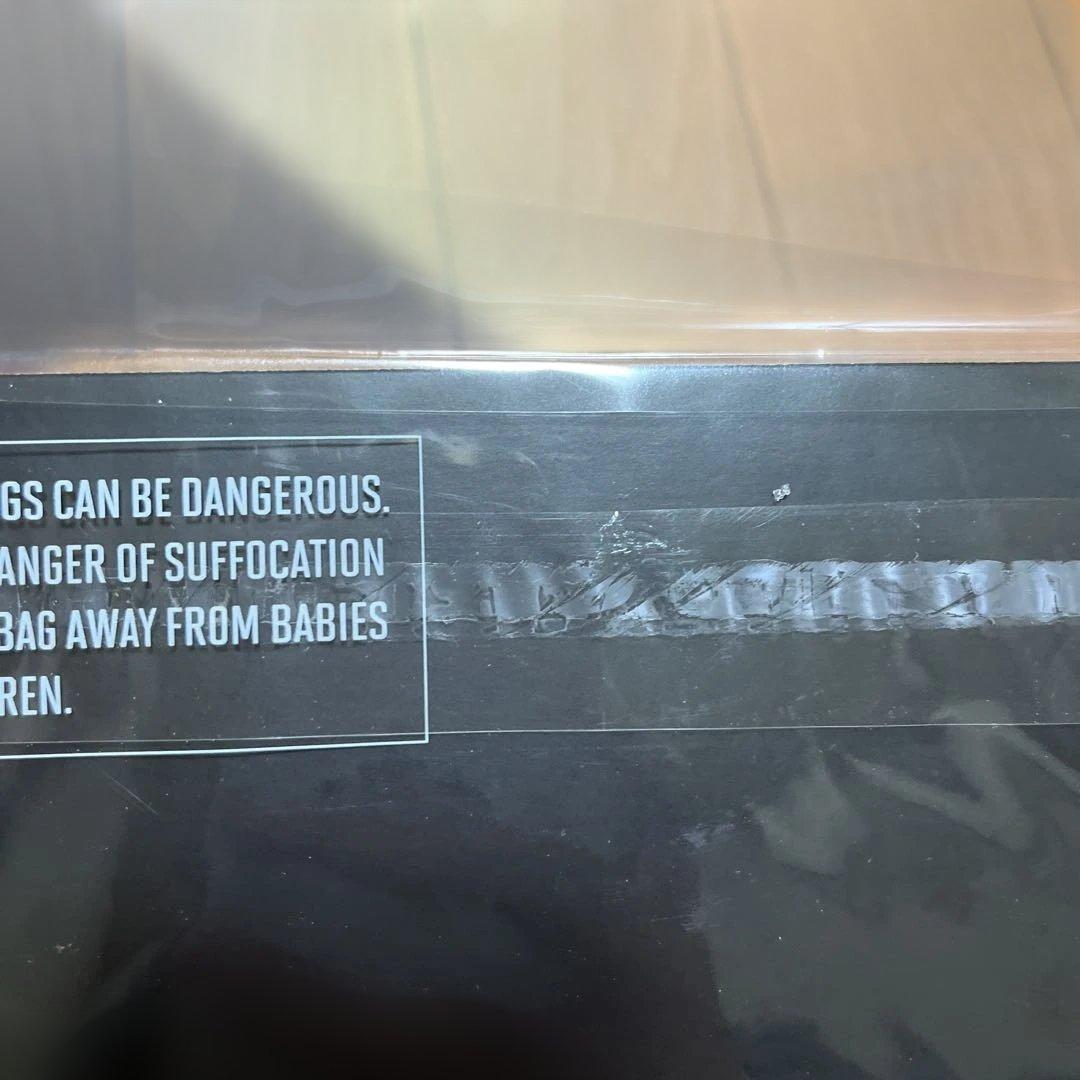 GS CAN BE DANGEROUS.
ANGER OF SUFFOCATION
BAG AWAY FROM BABIES
REN.